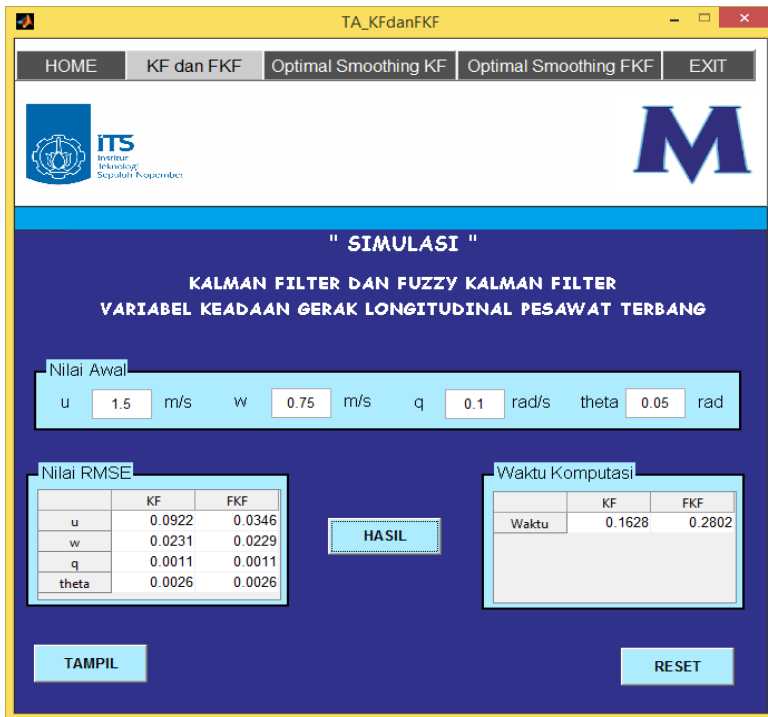 TA_KFdanFKF
HOME KF dan FKF Optimal Smoothing KF Optimal Smoothing FKF EXIT
iTS
Institut
Teknologi
Sepuluh Nopember
M
" SIMULASI "
KALMAN FILTER DAN FUZZY KALMAN FILTER
VARIABEL KEADAAN GERAK LONGITUDINAL PESAWAT TERBANG
Nilai Awal
u 1.5 m/s w 0.75 m/s q 0.1 rad/s theta 0.05 rad
Nilai RMSE
KF FKF
u 0.0922 0.0346
w 0.0231 0.0229
q 0.0011 0.0011
theta 0.0026 0.0026
HASIL
Waktu Komputasi
KF FKF
Waktu 0.1628 0.2802
TAMPIL
RESET